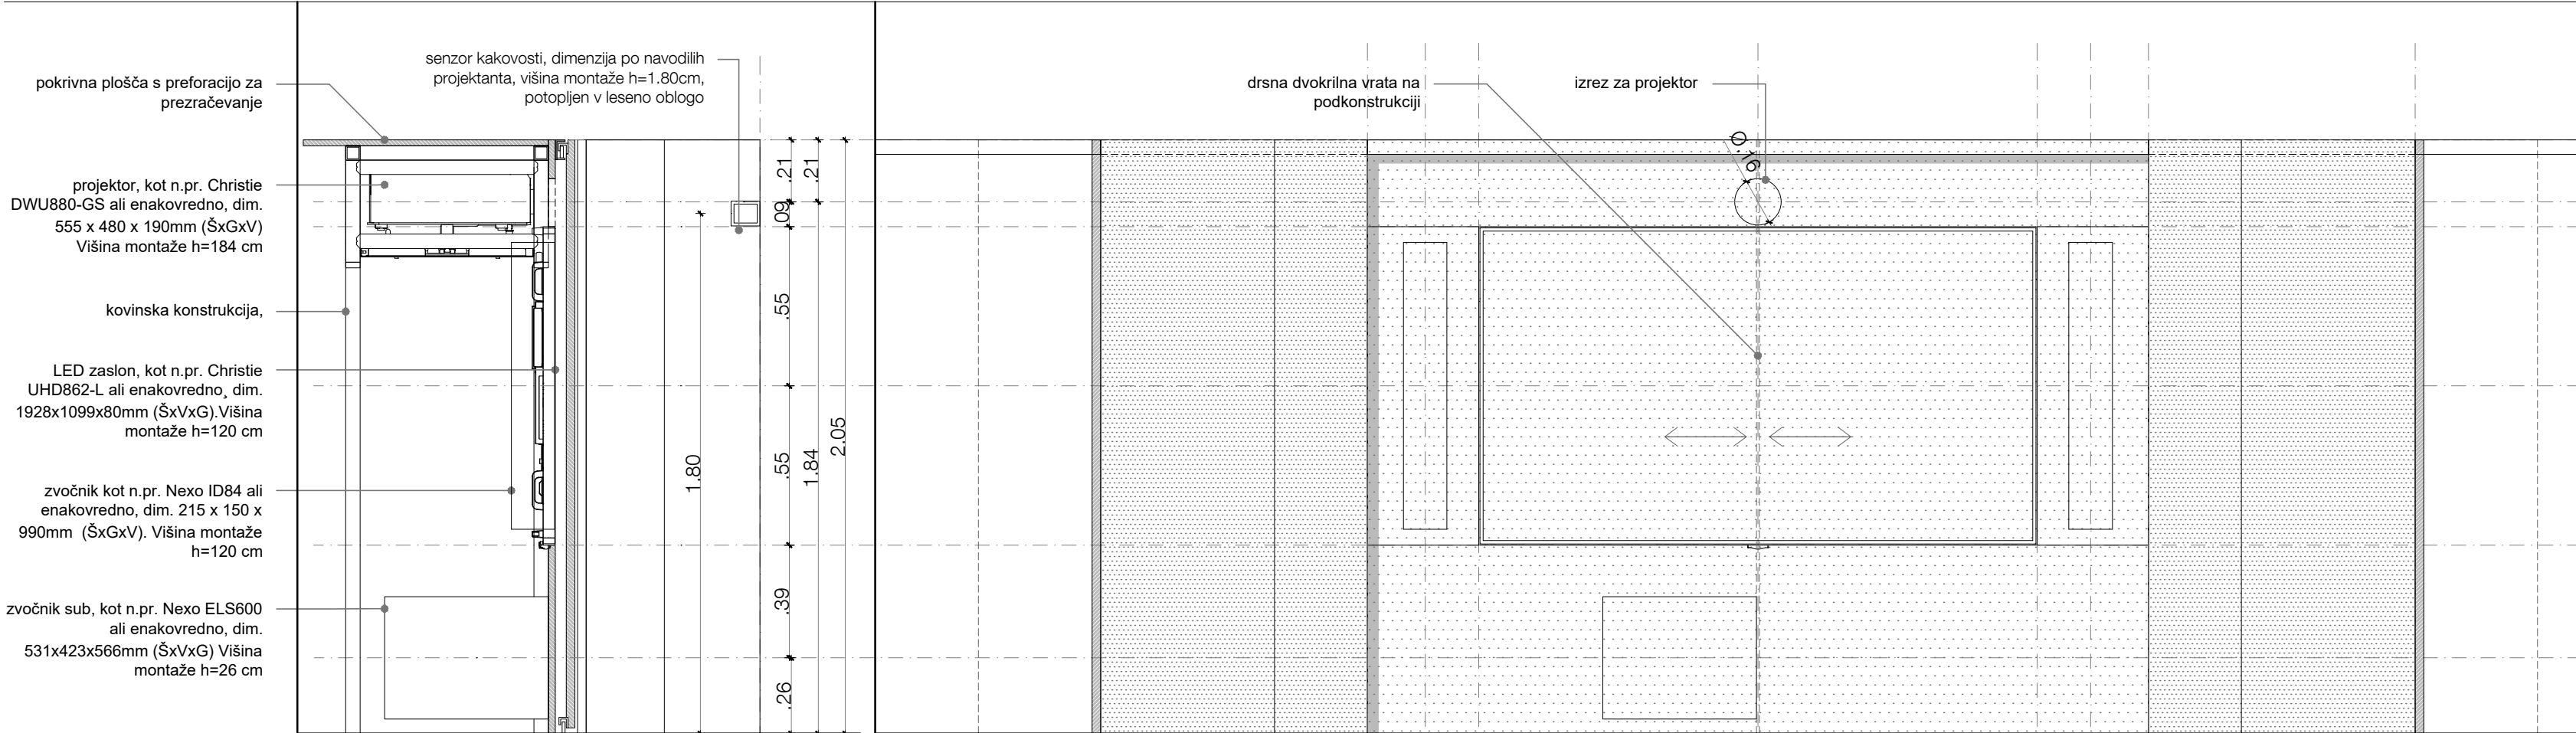 pokrivna plošča s preforacijo za
prezračevanje
projektor, kot n.pr. Christie
DWU880-GS ali enakovredno, dim.
555 x 480 x 190mm (ŠxGxV)
Višina montaže h=184 cm
kovinska konstrukcija,
LED zaslon, kot n.pr. Christie
UHD862-L ali enakovredno, dim.
1928x1099x80mm (ŠxVxG).Višina
montaže h=120 cm
zvočnik kot n.pr. Nexo ID84 ali
enakovredno, dim. 215 x 150 x
990mm  (ŠxGxV). Višina montaže
h=120 cm
zvočnik sub, kot n.pr. Nexo ELS600
ali enakovredno, dim.
531x423x566mm (ŠxVxG) Višina
montaže h=26 cm
senzor kakovosti, dimenzija po navodilih
projektanta, višina montaže h=1.80cm,
potopljen v leseno oblogo
1.80
.21
.09
.55
.55
.39
.26
.21
1.84
2.05
drsna dvokrilna vrata na
podkonstrukciji
izrez za projektor
0.16